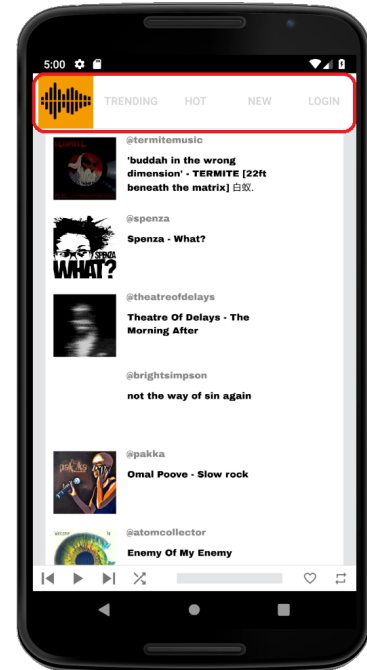 5:00
TRENDING HOT NEW LOGIN
@termitemusic
'buddah in the wrong
dimension' - TERMITE [22ft
beneath the matrix] 白蚁.
@spenza
Spenza - What?
SPENZA
WHAT?
@theatreofdelays
Theatre Of Delays - The
Morning After
@brightsimpson
not the way of sin again
@pakka
Omal Poove - Slow rock
@atomcollector
Enemy Of My Enemy